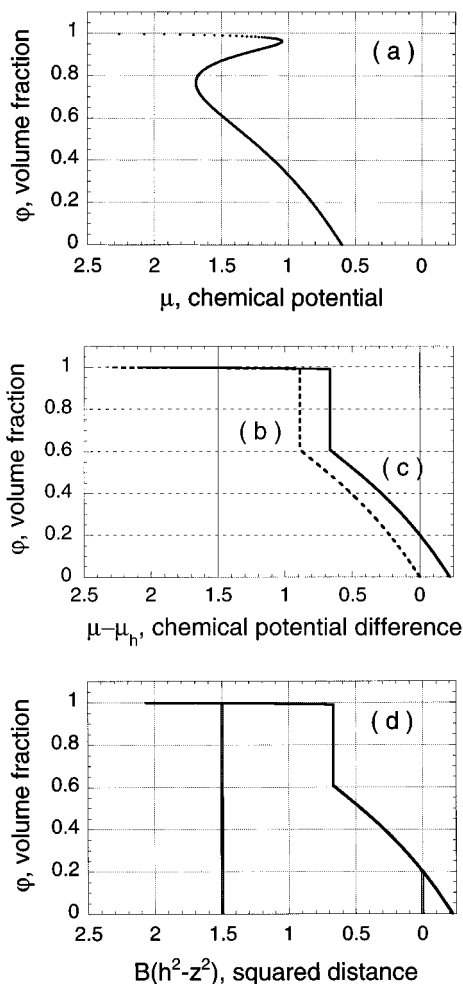 1
( a )
0.8
0.6
0.4
0.2
0
2.5 2 1.5 1 0.5 0
φ, volume fraction
μ, chemical potential
1
0.8
( b )
0.6
( c )
0.4
0.2
0
2.5 2 1.5 1 0.5 0
φ, volume fraction
μ−μh, chemical potential difference
1
( d )
0.8
0.6
0.4
0.2
0
2.5 2 1.5 1 0.5 0
φ, volume fraction
B(h²-z²), squared distance